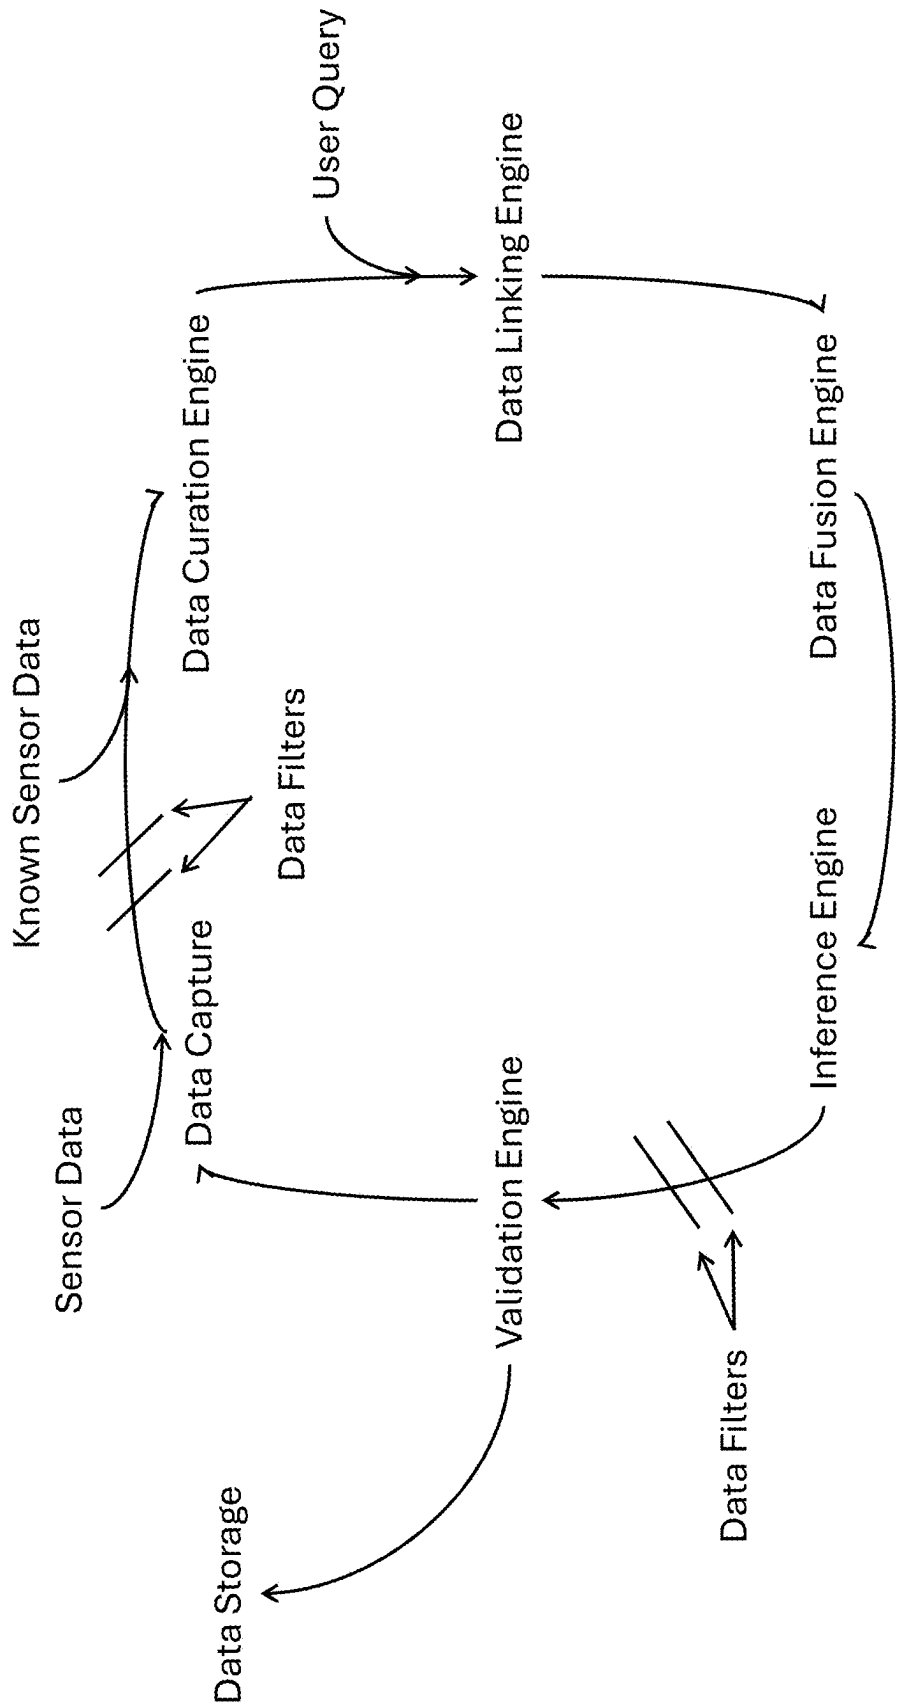 Known Sensor Data
Sensor Data
Data Capture
Data Curation Engine
Data Storage
Data Filters
User Query
Validation Engine
Data Linking Engine
Data Filters
Inference Engine
Data Fusion Engine